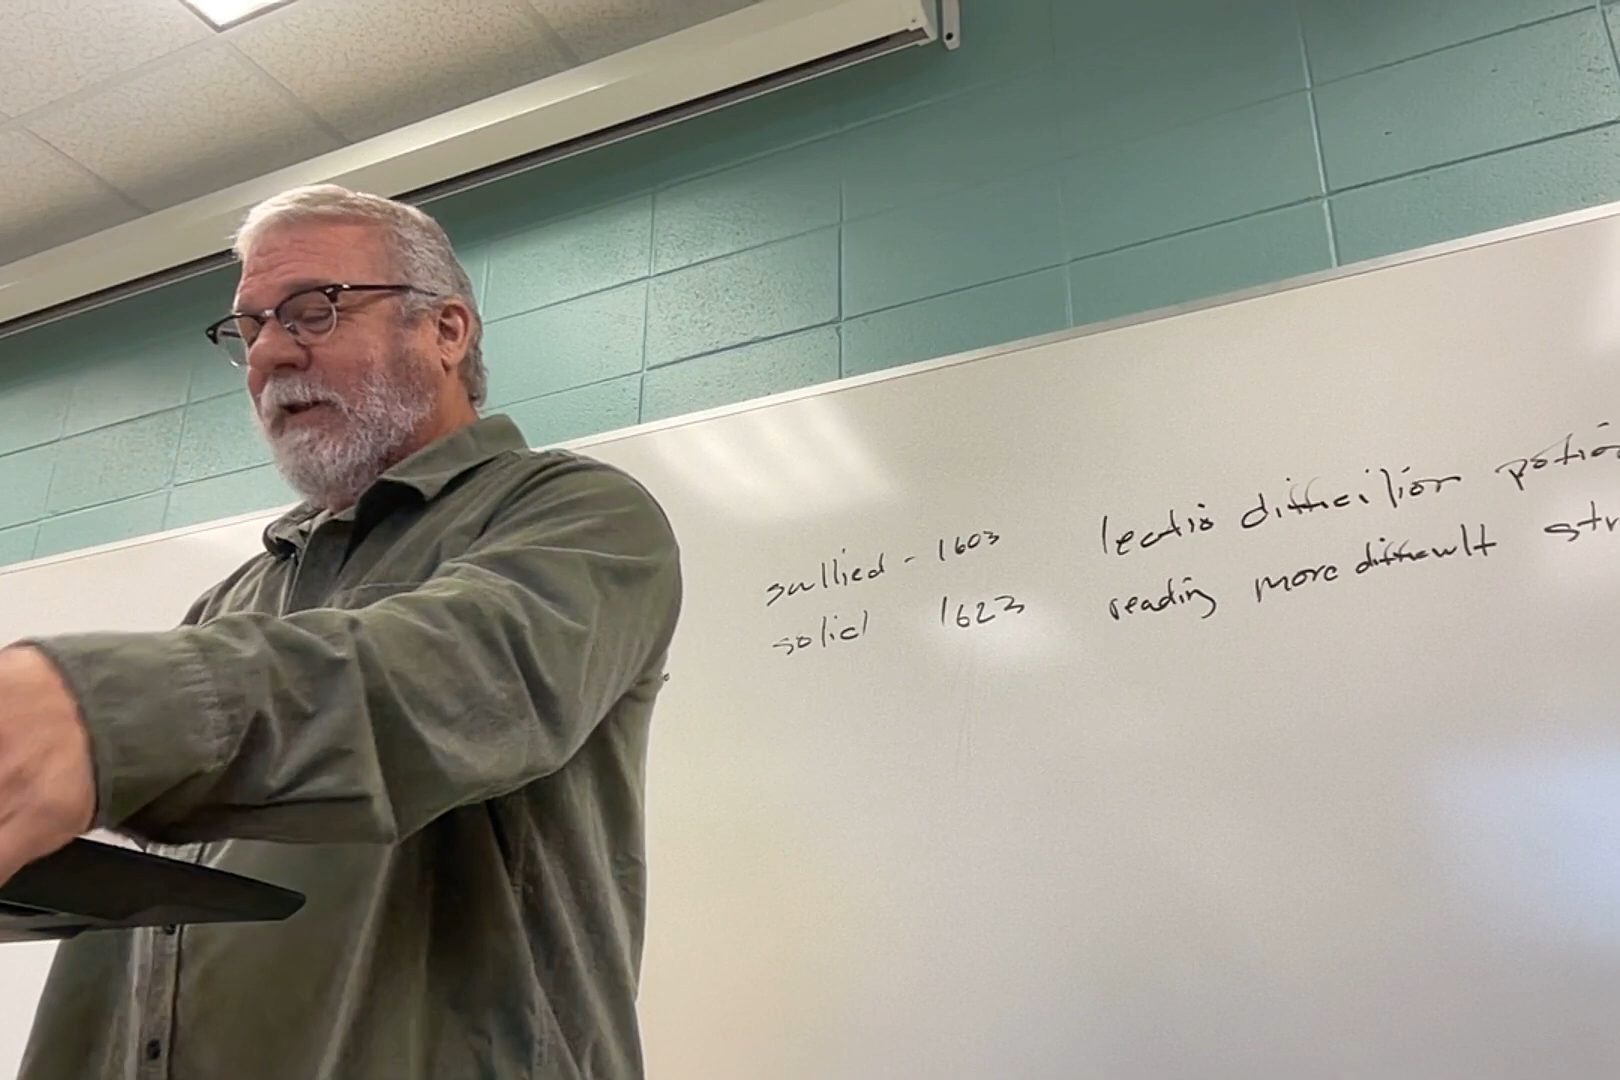 sullied - 1603 lectio difficilior
solid 1623 reading more difficult